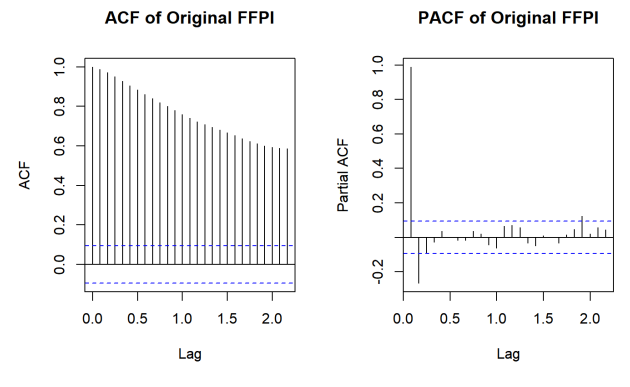 ACF of Original FFPI
PACF of Original FFPI
ACF
1.0
0.8
0.6
0.4
0.2
0.0
0.0 0.5 1.0 1.5 2.0
Lag
Partial ACF
1.0
0.8
0.6
0.4
0.2
-0.2
0.0 0.5 1.0 1.5 2.0
Lag